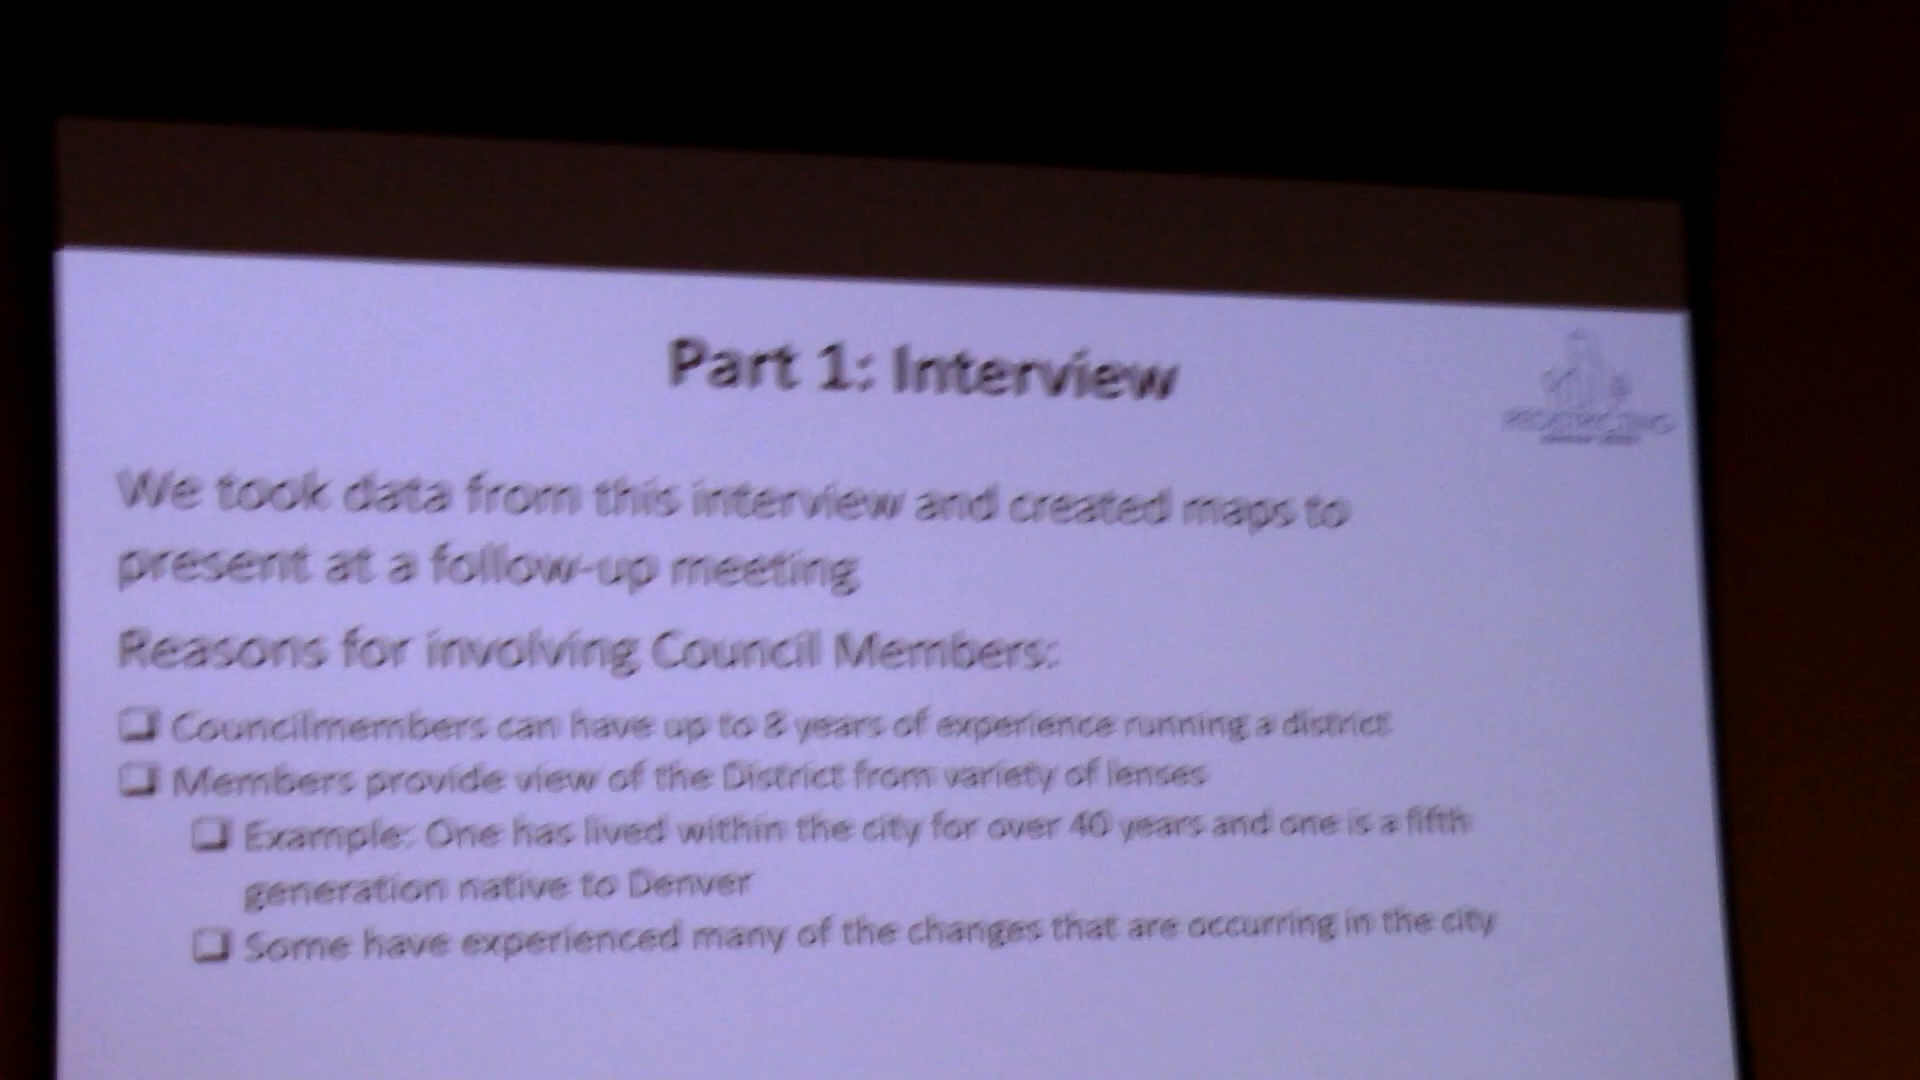 Part 1: Interview
REDISTRICTING
We took data from this interview and created maps to
present at a follow-up meeting
Reasons for involving Council Members:
Councilmembers can have up to 8 years of experience running a district
Members provide view of the District from variety of lenses
Example: One has lived within the city for over 40 years and one is a fifth
generation native to Denver
Some have experienced many of the changes that are occurring in the city